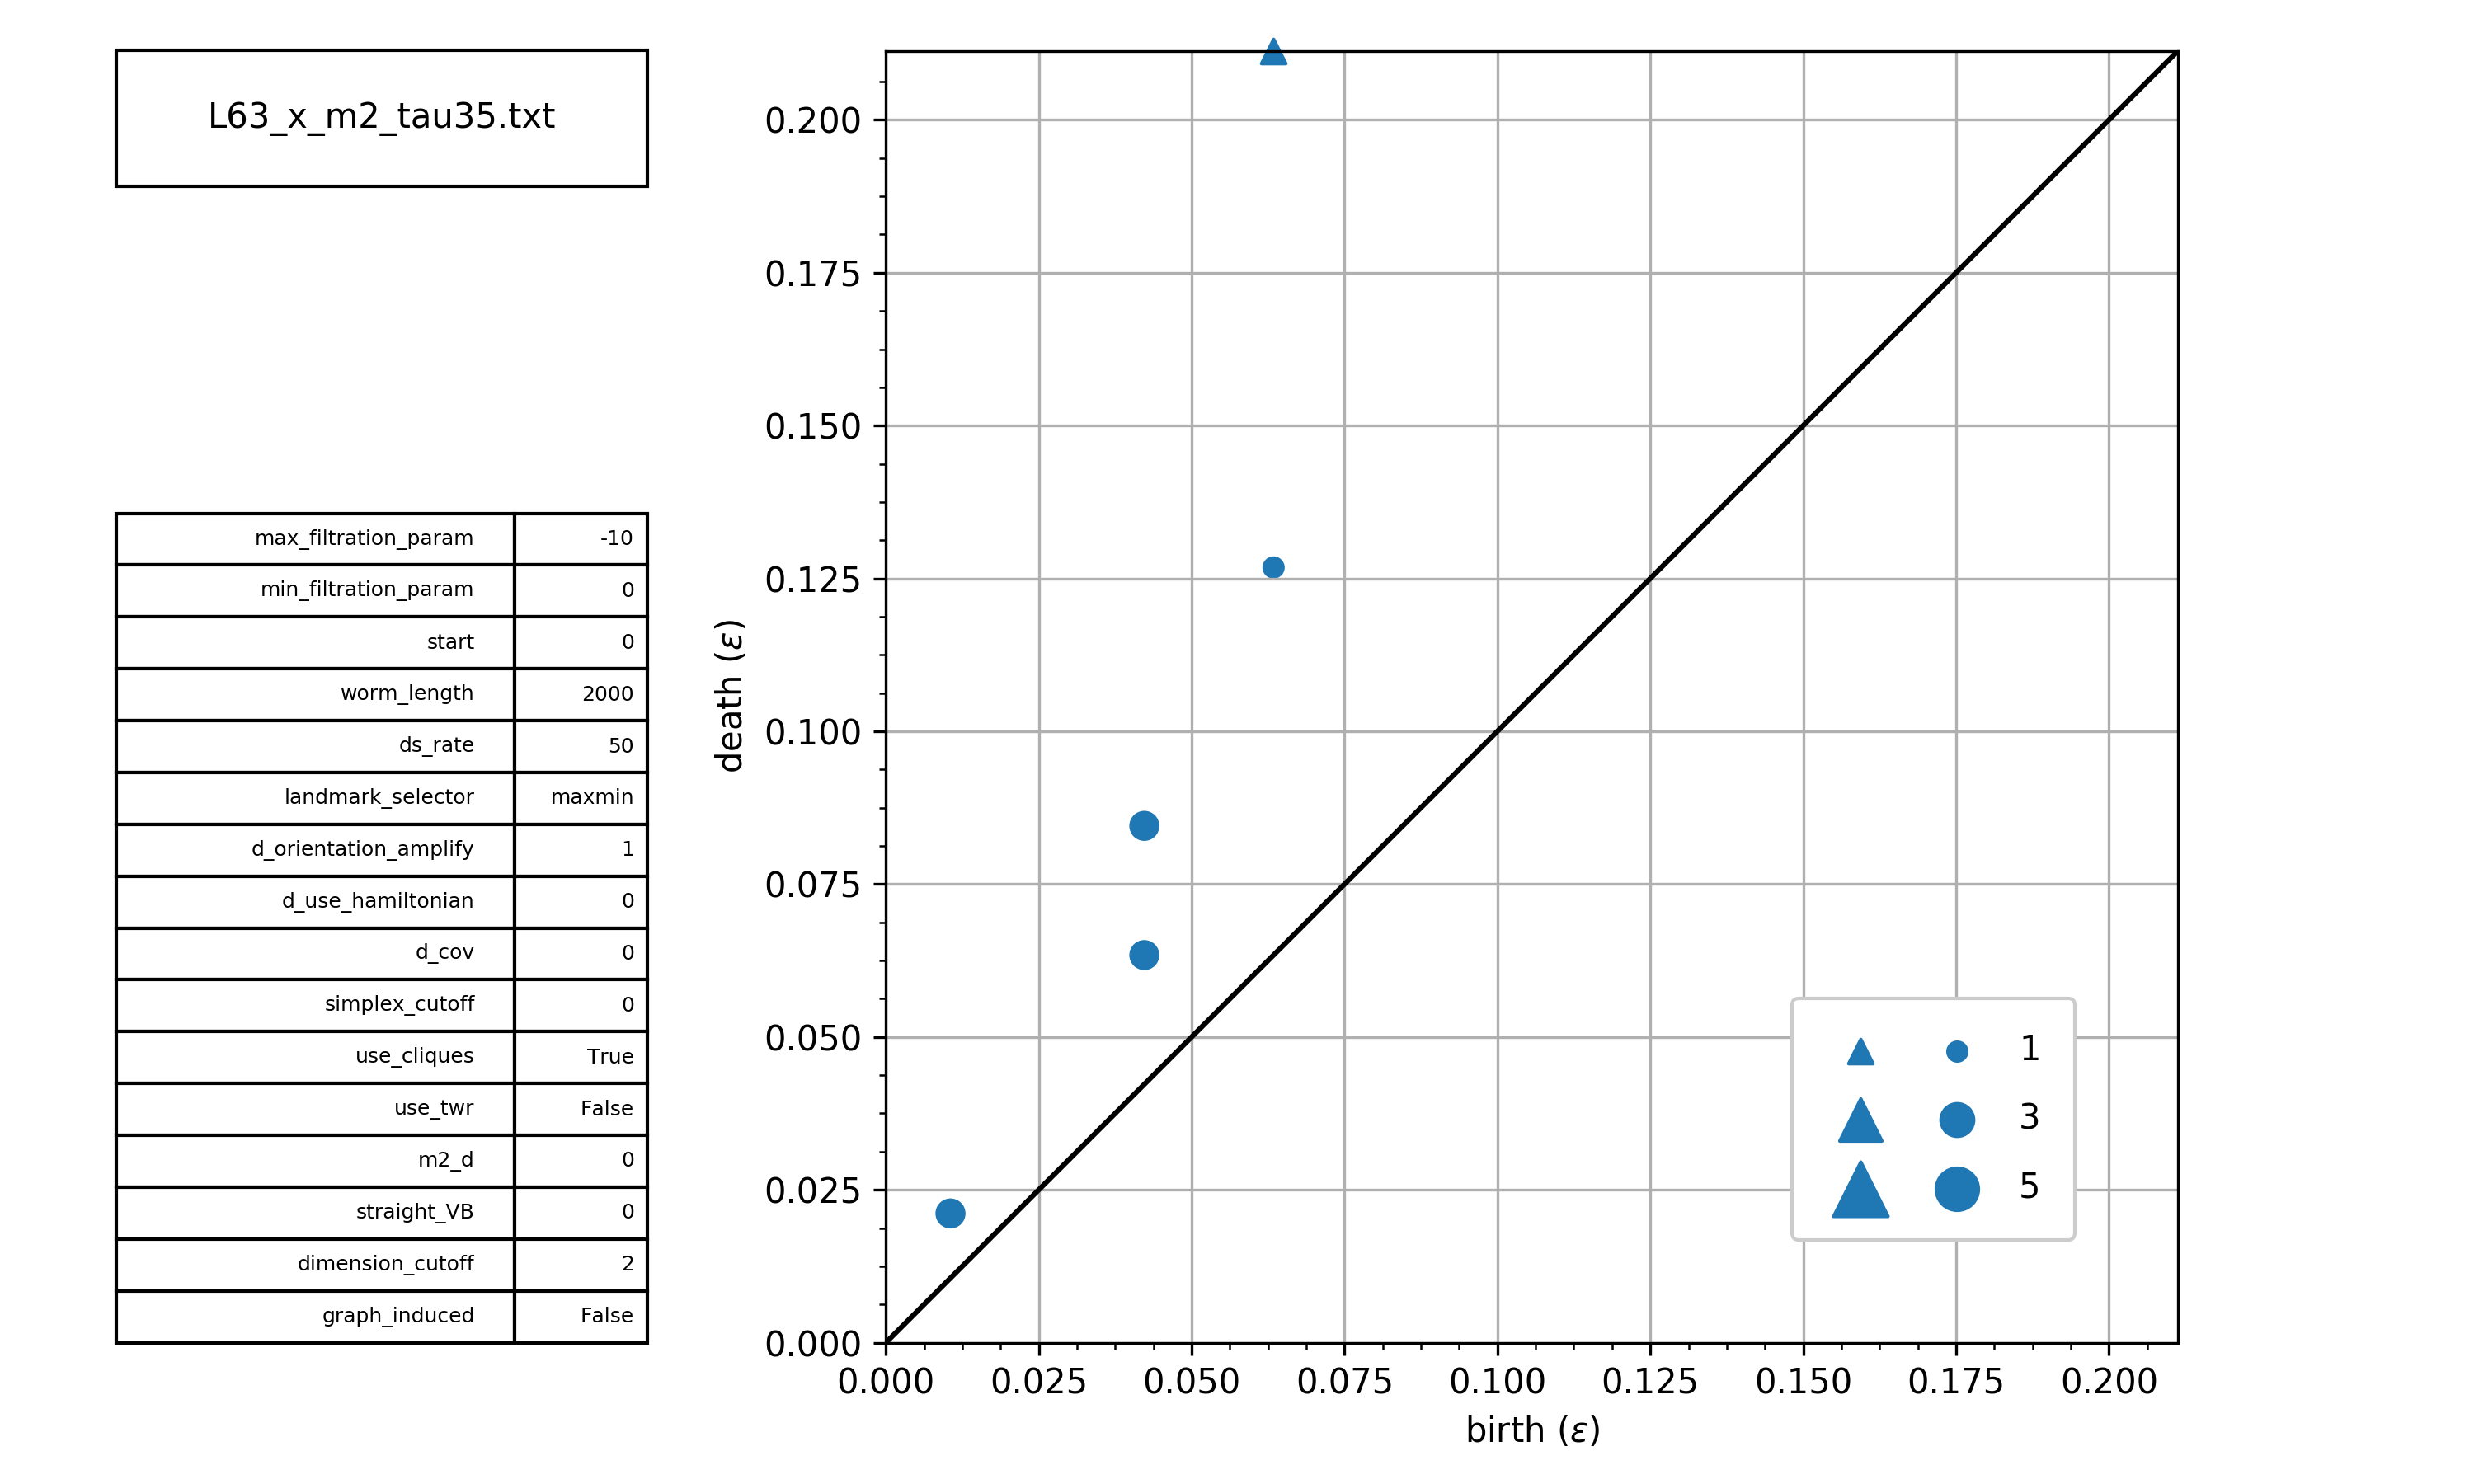 L63_x_m2_tau35.txt
max_filtration_param -10
min_filtration_param 0
start 0
worm_length 2000
ds_rate 50
landmark_selector maxmin
d_orientation_amplify 1
d_use_hamiltonian 0
d_cov 0
simplex_cutoff 0
use_cliques True
use_twr False
m2_d 0
straight_VB 0
dimension_cutoff 2
graph_induced False
death (ε)
0.200
0.175
0.150
0.125
0.100
0.075
0.050
0.025
0.000
0.000 0.025 0.050 0.075 0.100 0.125 0.150 0.175 0.200
birth (ε)
1
3
5